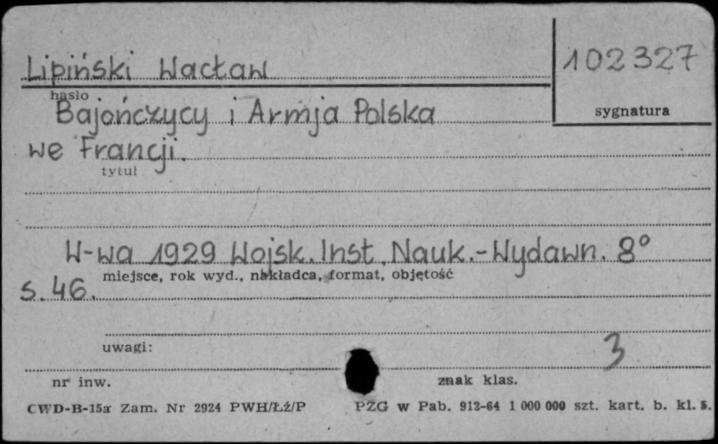 Lipiński Wacław
102327
hasło
sygnatura
Bajończycy i Armja Polska
we Francji.
tytuł
W-wa 1929 Wojsk. Inst. Nauk.-Wydawn. 8°
miejsce, rok wyd., nakładca, format, objętość
s. 46.
uwagi:
3
nr inw.
znak klas.
CWD-B-15a Zam. Nr 2924 PWH/Łź/P
PZG w Pab. 912-64 1 000 000 szt. kart. b. kl. 5.